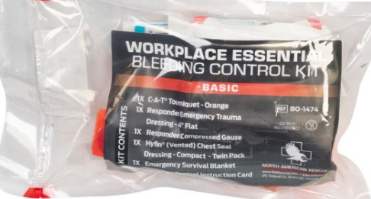 WORKPLACE ESSENTIAL
BLEEDING CONTROL KIT
-BASIC
KIT CONTENTS
1X C-A-T® Tourniquet - Orange
1X Responder Emergency Trauma
Dressing - 4" Flat
1X Responder Compressed Gauze
1X Hyfin® (Vented) Chest Seal
Dressing - Compact - Twin Pack
1X Emergency Survival Blanket
Instruction Card
REF 80-1474
NORTH AMERICAN RESCUE